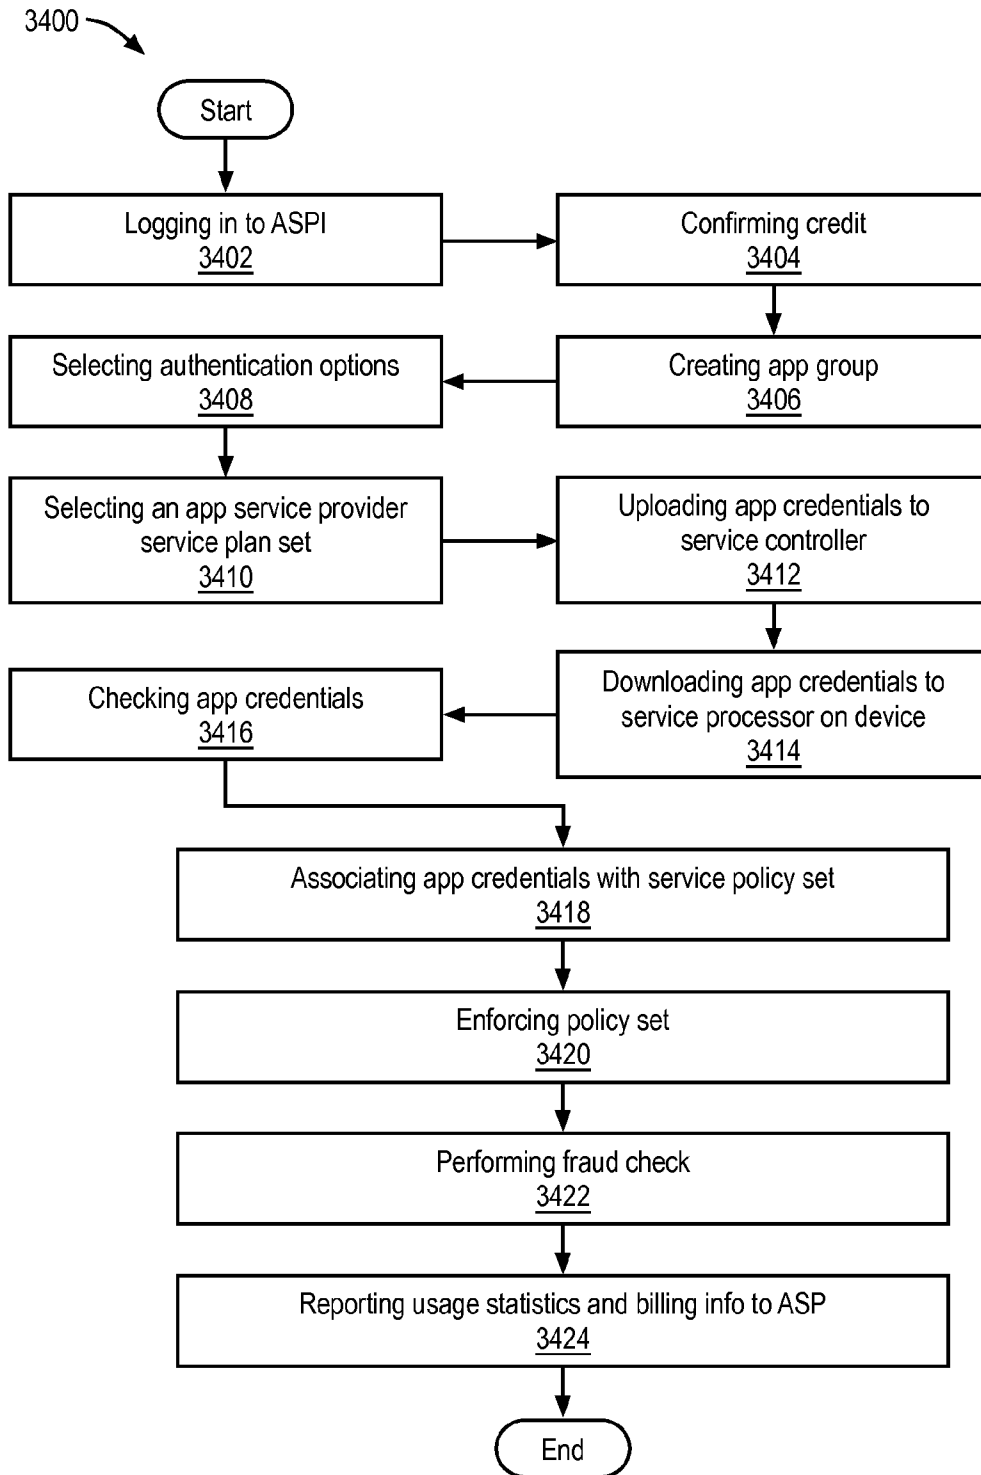 3400
Start
Logging in to ASPI
3402
Confirming credit
3404
Creating app group
3406
Selecting authentication options
3408
Selecting an app service provider
service plan set
3410
Uploading app credentials to
service controller
3412
Downloading app credentials to
service processor on device
3414
Checking app credentials
3416
Associating app credentials with service policy set
3418
Enforcing policy set
3420
Performing fraud check
3422
Reporting usage statistics and billing info to ASP
3424
End